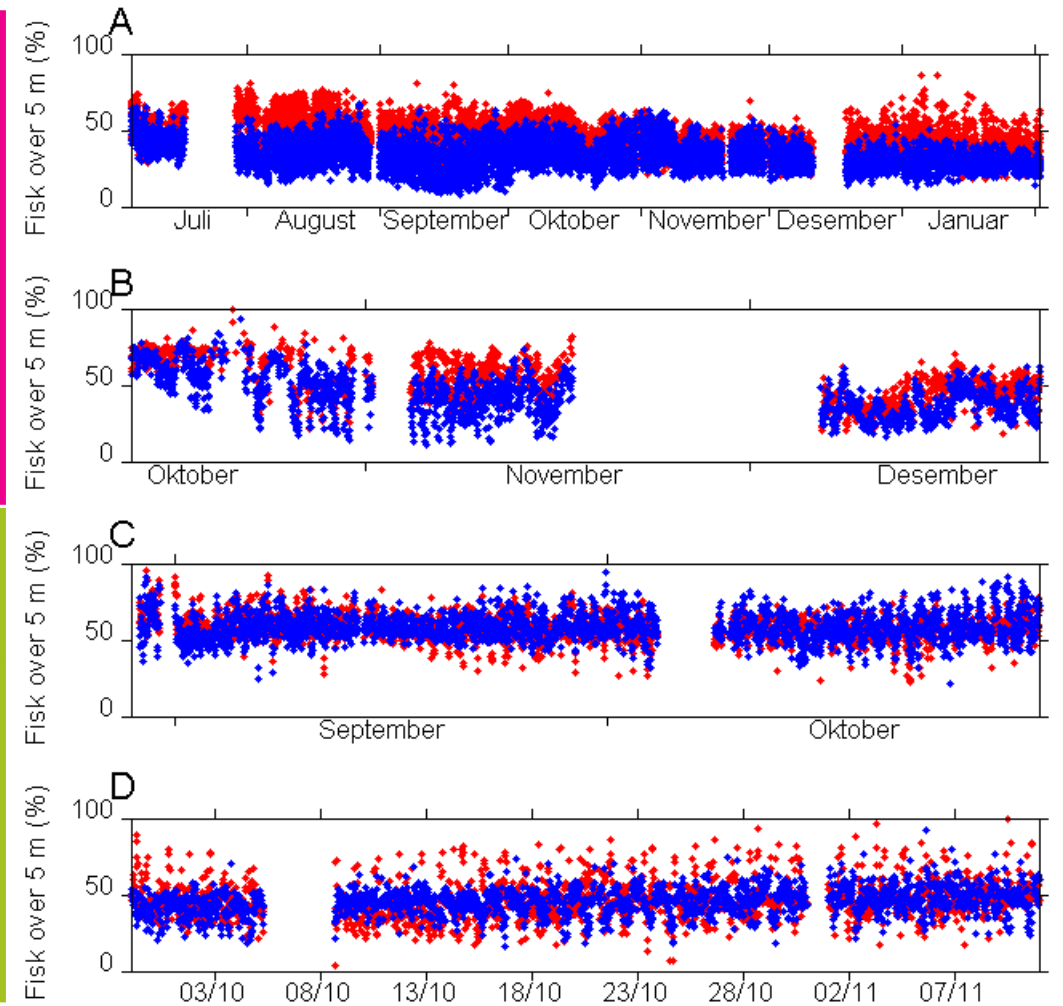 A
Fisk over 5 m (%)
100
50
0
Juli August September Oktober November Desember Januar
B
Fisk over 5 m (%)
100
50
0
Oktober November Desember
C
Fisk over 5 m (%)
100
50
0
September Oktober
D
Fisk over 5 m (%)
100
50
0
03/10 08/10 13/10 18/10 23/10 28/10 02/11 07/11